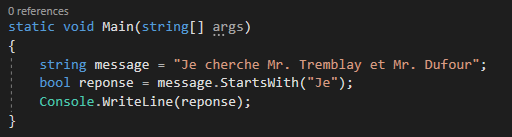 0 references
static void Main(string[] args)
{
    string message = "Je cherche Mr. Tremblay et Mr. Dufour";
    bool reponse = message.StartsWith("Je");
    Console.WriteLine(reponse);
}